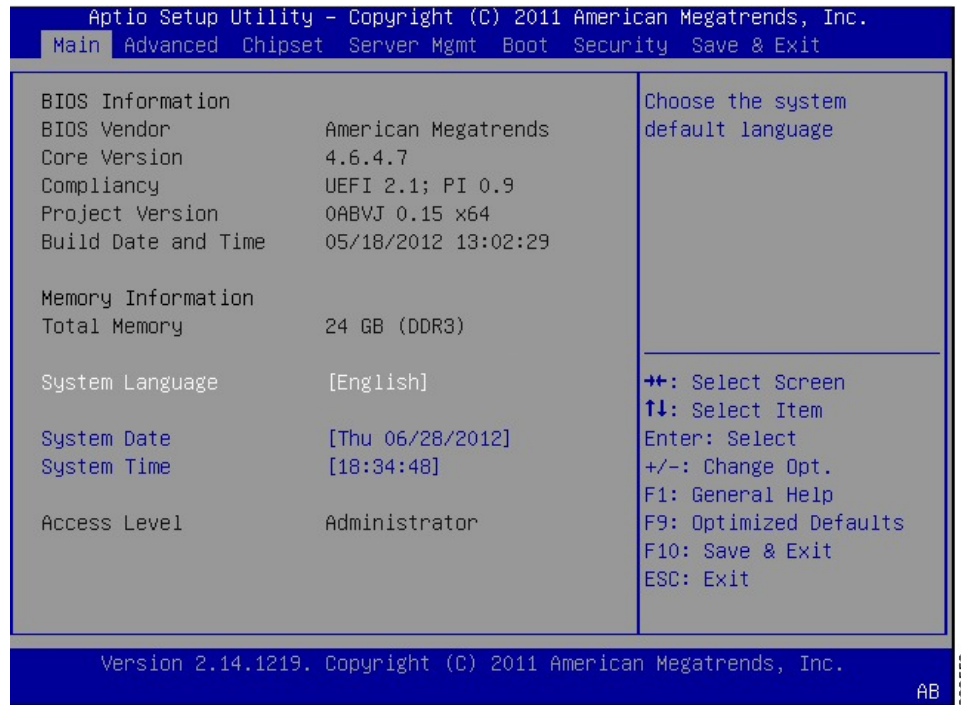 Aptio Setup Utility – Copyright (C) 2011 American Megatrends, Inc.
Main Advanced Chipset Server Mgmt Boot Security Save & Exit
BIOS Information
BIOS Vendor American Megatrends
Core Version 4.6.4.7
Compliancy UEFI 2.1; PI 0.9
Project Version 0ABVJ 0.15 x64
Build Date and Time 05/18/2012 13:02:29
Memory Information
Total Memory 24 GB (DDR3)
System Language [English]
System Date [Thu 06/28/2012]
System Time [18:34:48]
Access Level Administrator
Choose the system
default language
→←: Select Screen
↑↓: Select Item
Enter: Select
+/-: Change Opt.
F1: General Help
F9: Optimized Defaults
F10: Save & Exit
ESC: Exit
Version 2.14.1219. Copyright (C) 2011 American Megatrends, Inc.
AB